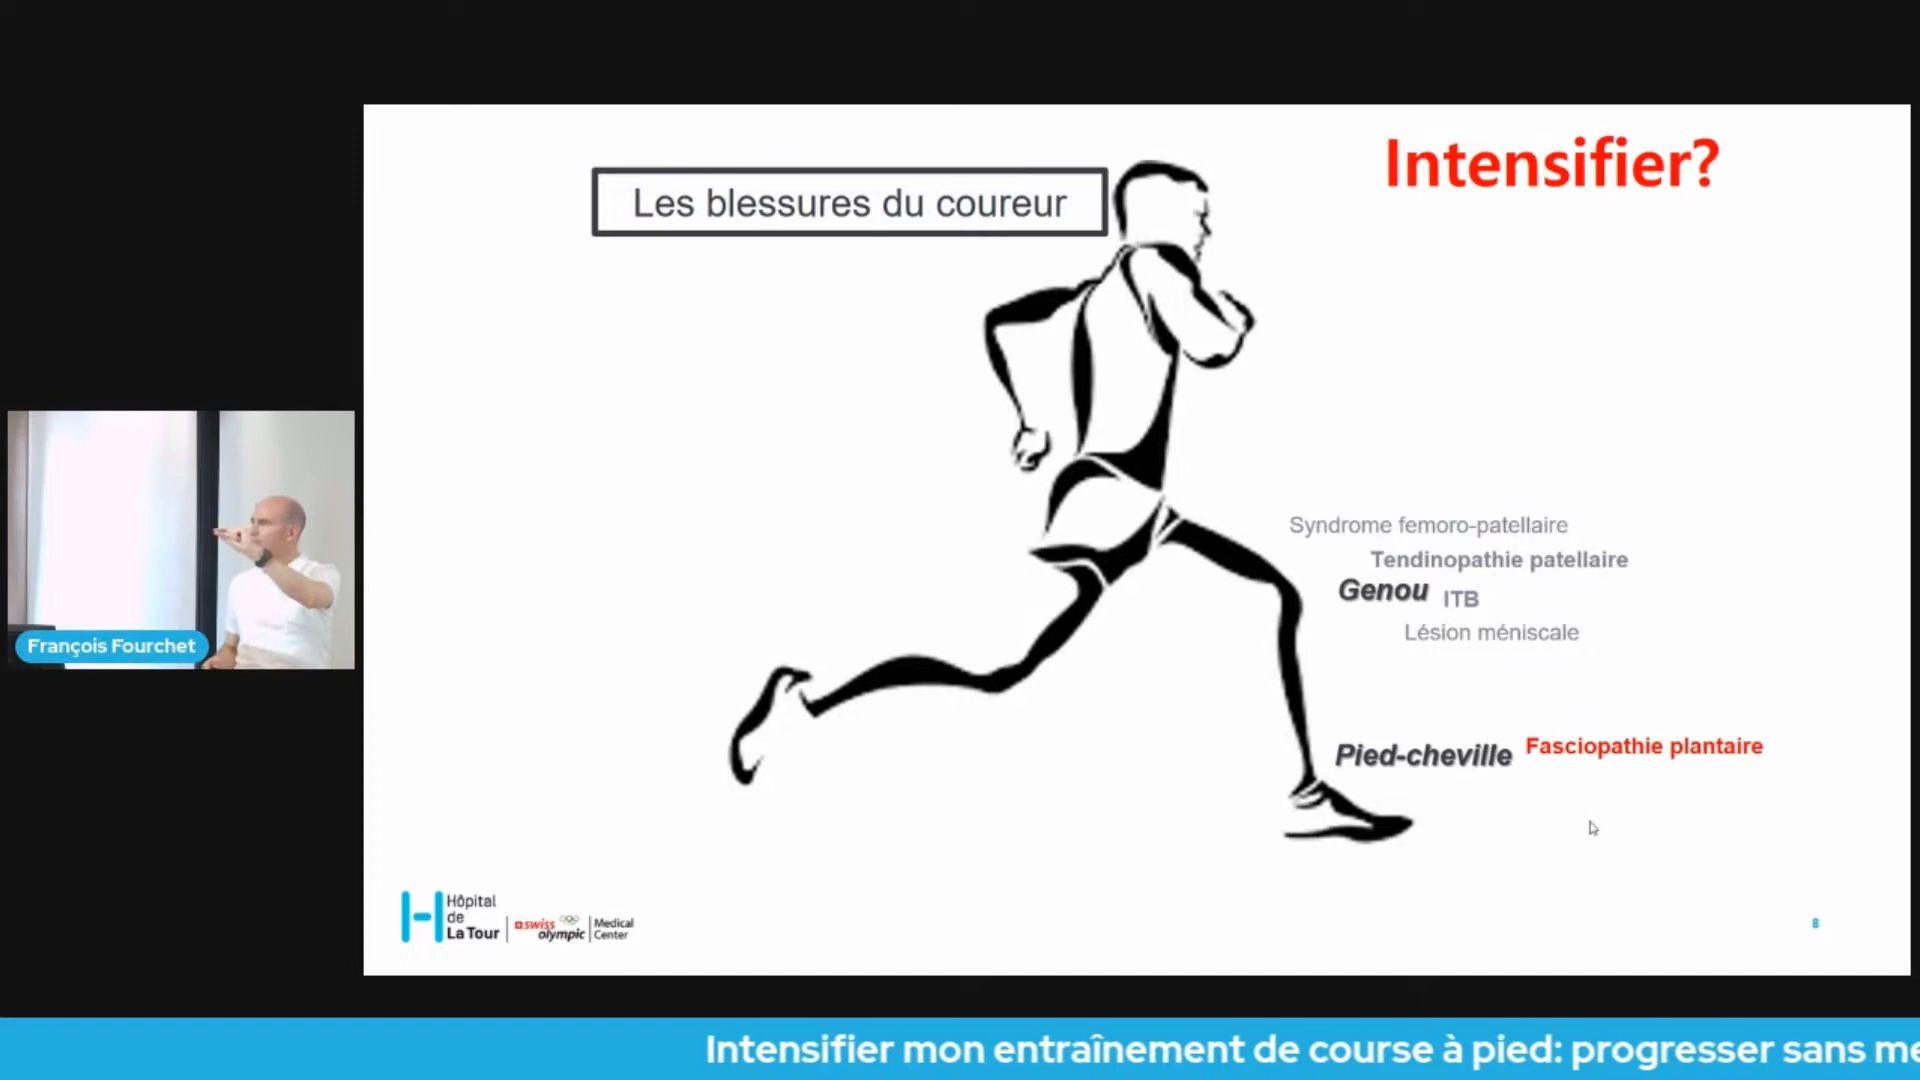 Intensifier?
Les blessures du coureur
Syndrome femoro-patellaire
Tendinopathie patellaire
Genou ITB
Lésion méniscale
François Fourchet
Pied-cheville Fasciopathie plantaire
Hôpital
de
La Tour
swiss
olympic
Medical
Center
8
Intensifier mon entraînement de course à pied: progresser sans me